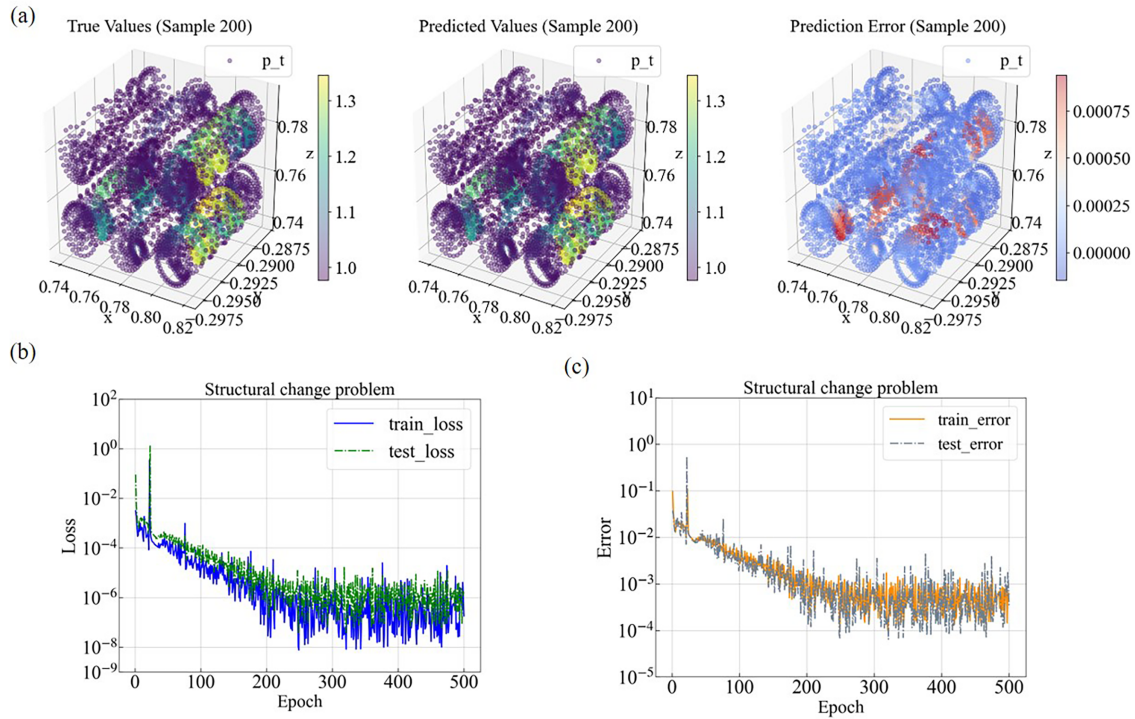 (a)
True Values (Sample 200)
Predicted Values (Sample 200)
Prediction Error (Sample 200)
p_t
p_t
p_t
1.3
1.2
1.1
1.0
0.78
z
0.76
0.74
−0.2875
−0.2900
−0.2925
y
−0.2950
−0.2975
0.74
0.76
x
0.78
0.80
0.82
1.3
1.2
1.1
1.0
0.78
z
0.76
0.74
−0.2875
−0.2900
−0.2925
y
−0.2950
−0.2975
0.74
0.76
x
0.78
0.80
0.82
0.00075
0.00050
0.00025
0.00000
0.78
z
0.76
0.74
−0.2875
−0.2900
−0.2925
y
−0.2950
−0.2975
0.74
0.76
x
0.78
0.80
0.82
(b)
Structural change problem
train_loss
test_loss
10²
10⁰
10⁻²
10⁻⁴
10⁻⁶
10⁻⁸
10⁻⁹
Loss
0 100 200 300 400 500
Epoch
(c)
Structural change problem
train_error
test_error
10¹
10⁰
10⁻¹
10⁻²
10⁻³
10⁻⁴
10⁻⁵
Error
0 100 200 300 400 500
Epoch